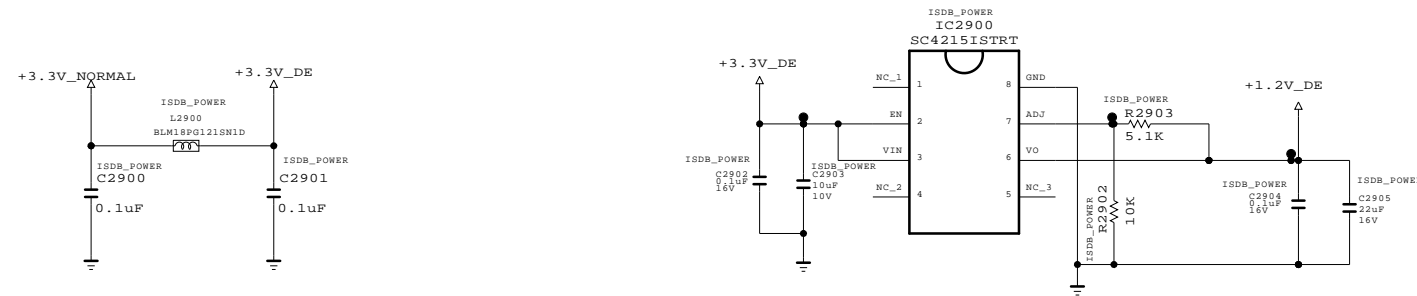 +3.3V_NORMAL
+3.3V_DE
ISDB_POWER
L2900
BLM18PG121SN1D
ISDB_POWER
C2900
0.1uF
ISDB_POWER
C2901
0.1uF
ISDB_POWER
IC2900
SC4215ISTRT
+3.3V_DE
NC_1
1
EN
2
VIN
3
NC_2
4
8
GND
7
ADJ
6
VO
5
NC_3
ISDB_POWER
C2902
0.1uF
16V
ISDB_POWER
C2903
10uF
10V
ISDB_POWER
R2903
5.1K
ISDB_POWER
R2902
10K
+1.2V_DE
ISDB_POWER
C2904
0.1uF
16V
ISDB_POWE
C2905
22uF
16V